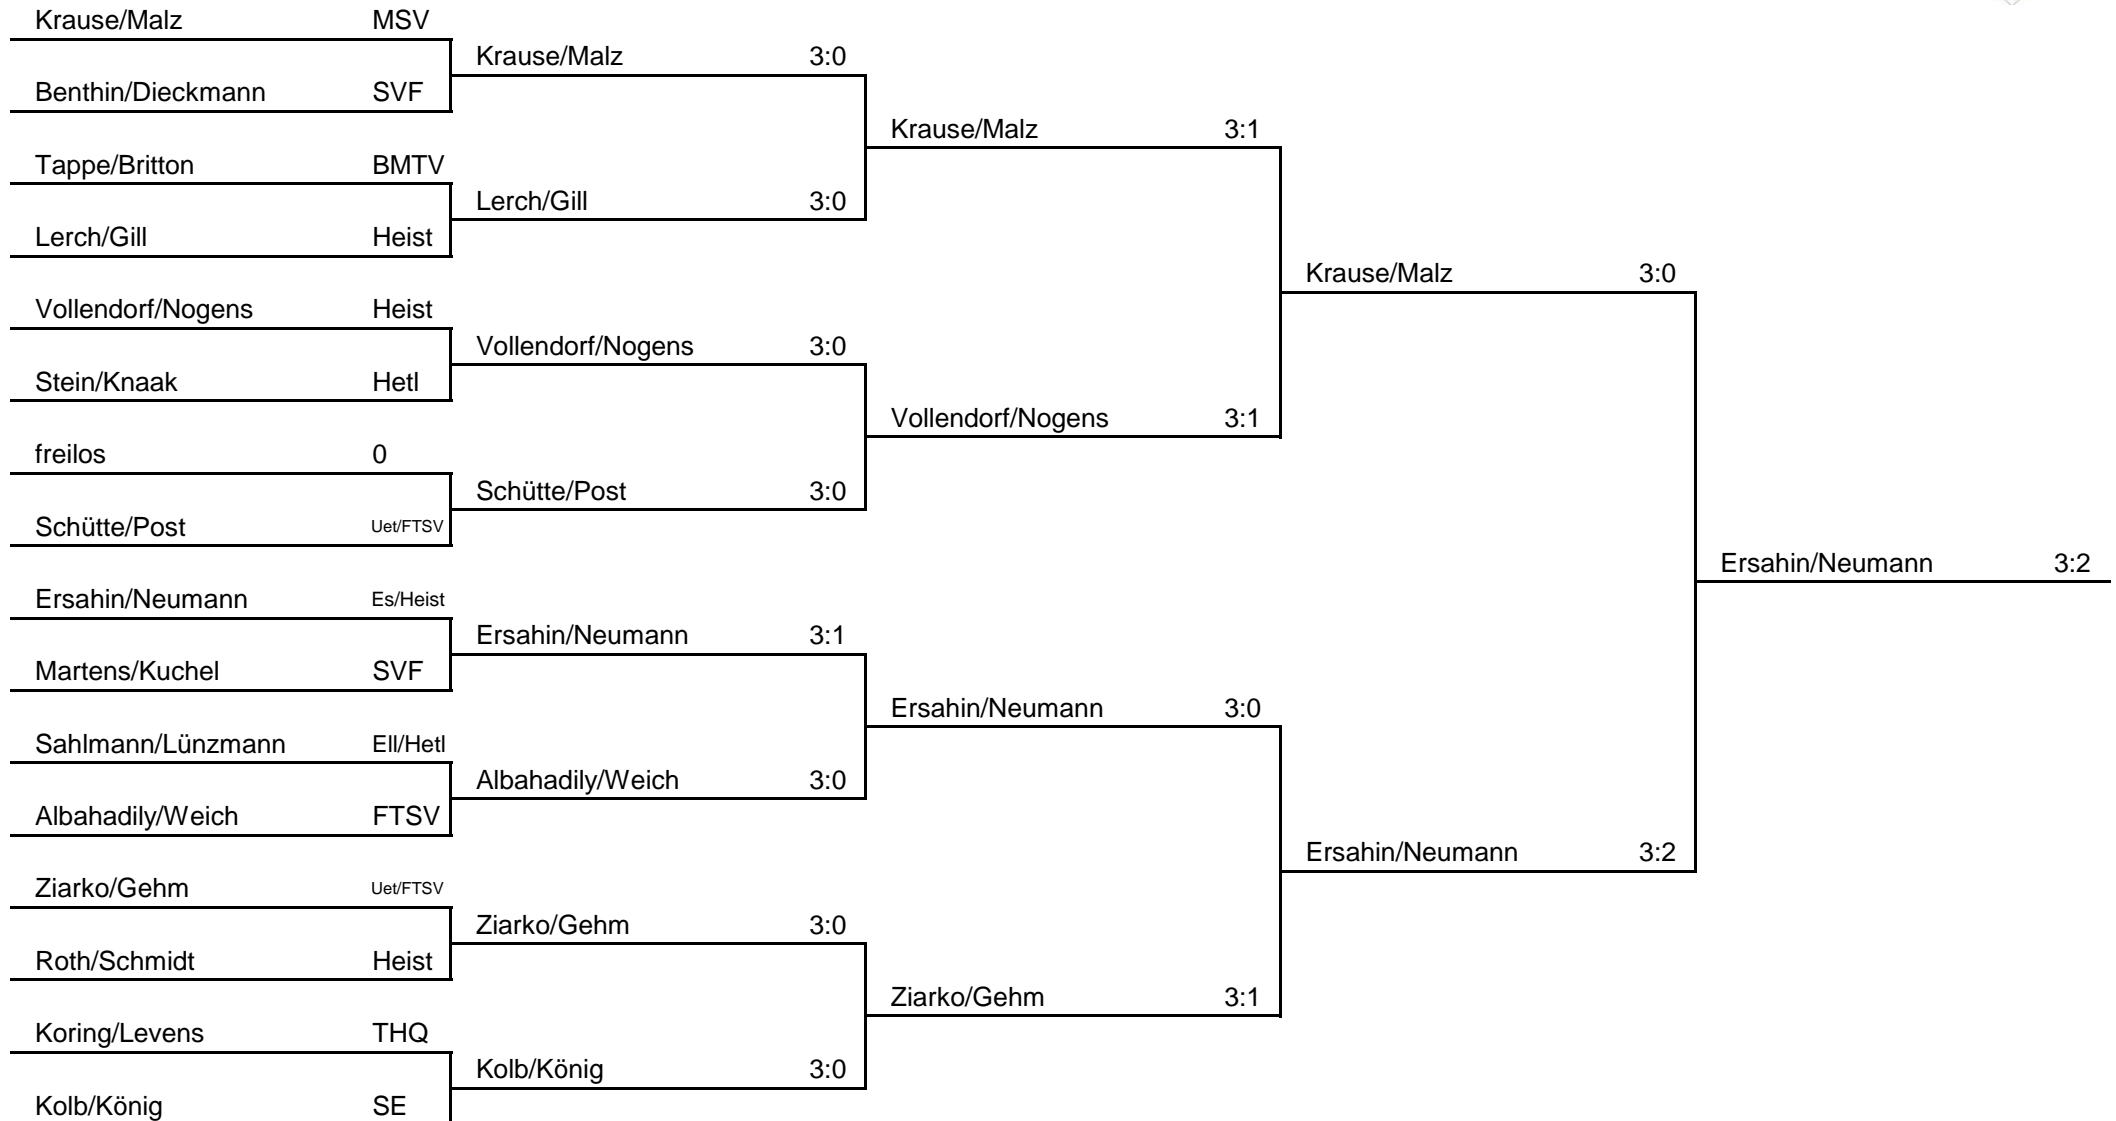 Krause/Malz MSV
Krause/Malz 3:0
Benthin/Dieckmann SVF
Krause/Malz 3:1
Tappe/Britton BMTV
Lerch/Gill 3:0
Lerch/Gill Heist
Krause/Malz 3:0
Vollendorf/Nogens Heist
Vollendorf/Nogens 3:0
Stein/Knaak Hetl
Vollendorf/Nogens 3:1
freilos 0
Schütte/Post 3:0
Schütte/Post Uet/FTSV
Ersahin/Neumann 3:2
Ersahin/Neumann Es/Heist
Ersahin/Neumann 3:1
Martens/Kuchel SVF
Ersahin/Neumann 3:0
Sahlmann/Lünzmann Ell/Hetl
Albahadily/Weich 3:0
Albahadily/Weich FTSV
Ersahin/Neumann 3:2
Ziarko/Gehm Uet/FTSV
Ziarko/Gehm 3:0
Roth/Schmidt Heist
Ziarko/Gehm 3:1
Koring/Levens THQ
Kolb/König 3:0
Kolb/König SE